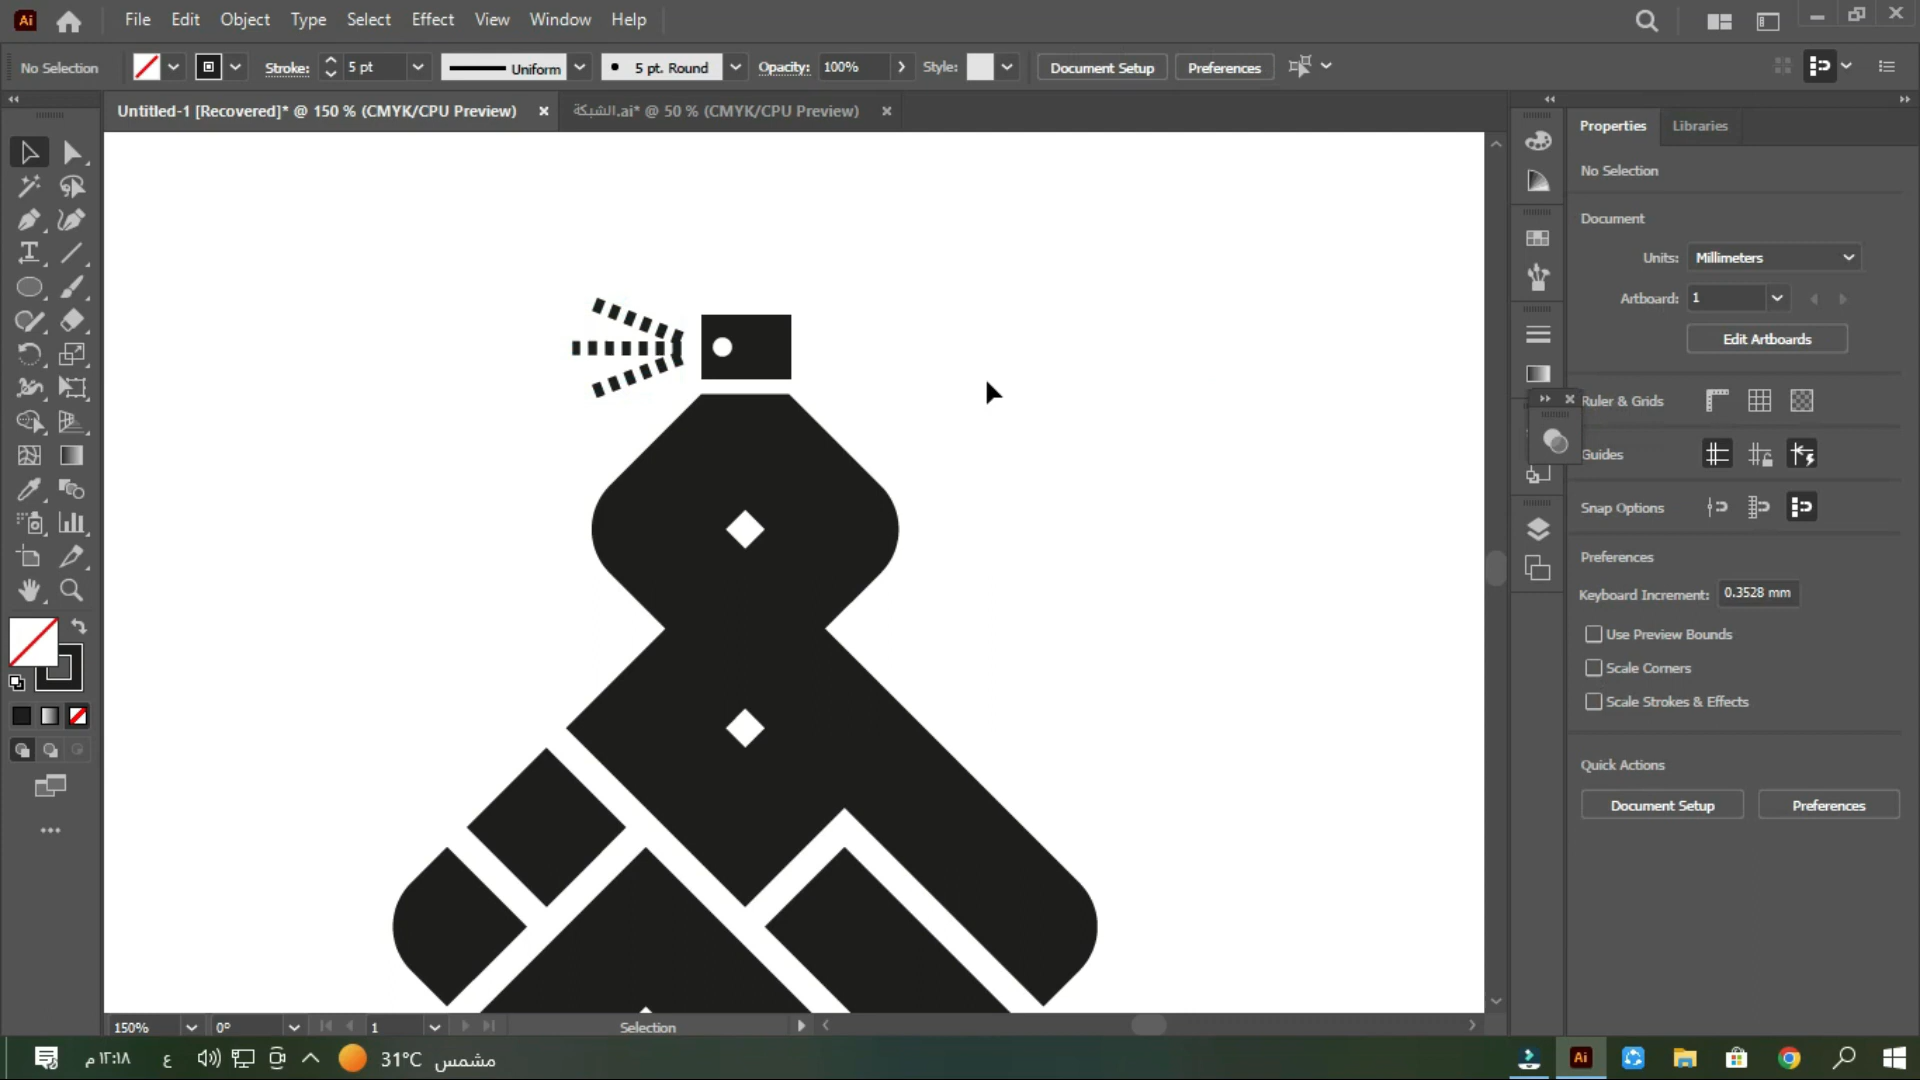 Ai File Edit Object Type Select Effect View Window Help
No Selection Stroke: 5 pt Uniform 5 pt. Round Opacity: 100% Style: Document Setup Preferences
Untitled-1 [Recovered]* @ 150 % (CMYK/CPU Preview) الشبكة.ai* @ 50 % (CMYK/CPU Preview)
Properties Libraries
No Selection
Document
Units: Millimeters
Artboard: 1
Edit Artboards
Ruler & Grids
Guides
Snap Options
Preferences
Keyboard Increment: 0.3528 mm
Use Preview Bounds
Scale Corners
Scale Strokes & Effects
Quick Actions
Document Setup Preferences
150% 0° 1 Selection
١٢:١٨ م ع 31°C مشمس Ai